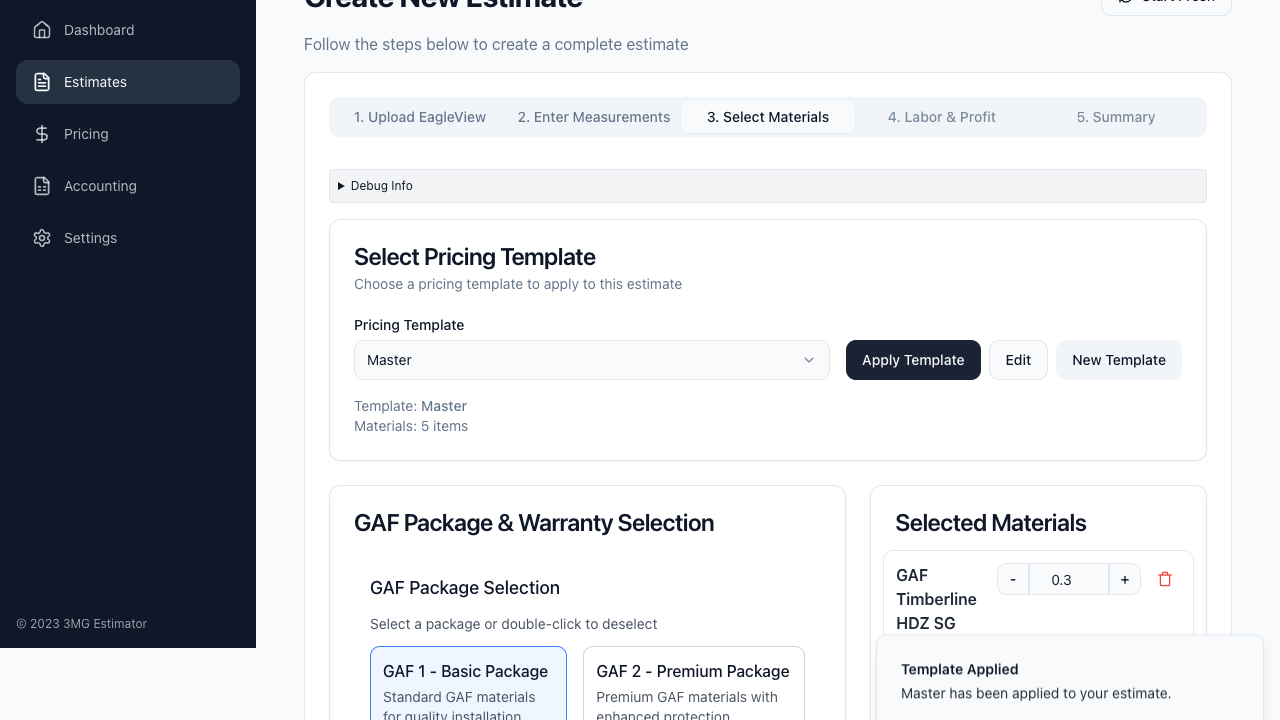 Create New Estimate
Start Fresh
Dashboard
Estimates
Pricing
Accounting
Settings
© 2023 3MG Estimator
Follow the steps below to create a complete estimate
1. Upload EagleView
2. Enter Measurements
3. Select Materials
4. Labor & Profit
5. Summary
Debug Info
Select Pricing Template
Choose a pricing template to apply to this estimate
Pricing Template
Master
Apply Template
Edit
New Template
Template: Master
Materials: 5 items
GAF Package & Warranty Selection
GAF Package Selection
Select a package or double-click to deselect
GAF 1 - Basic Package
Standard GAF materials
for quality installation
GAF 2 - Premium Package
Premium GAF materials with
enhanced protection
Selected Materials
GAF
Timberline
HDZ SG
-
0.3
+
Template Applied
Master has been applied to your estimate.